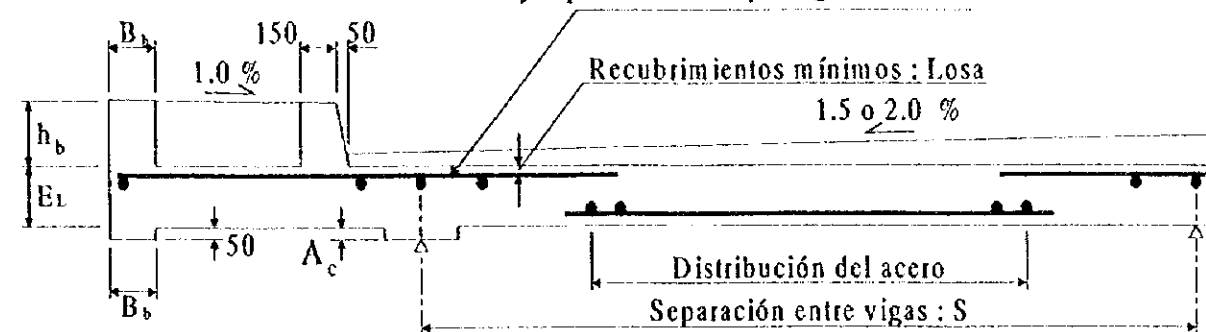 B_b
150
50
1.0 %
Recubrimientos mínimos : Losa
1.5 o 2.0 %
h_b
E_L
50
A_c
B_b
Distribución del acero
Separación entre vigas : S